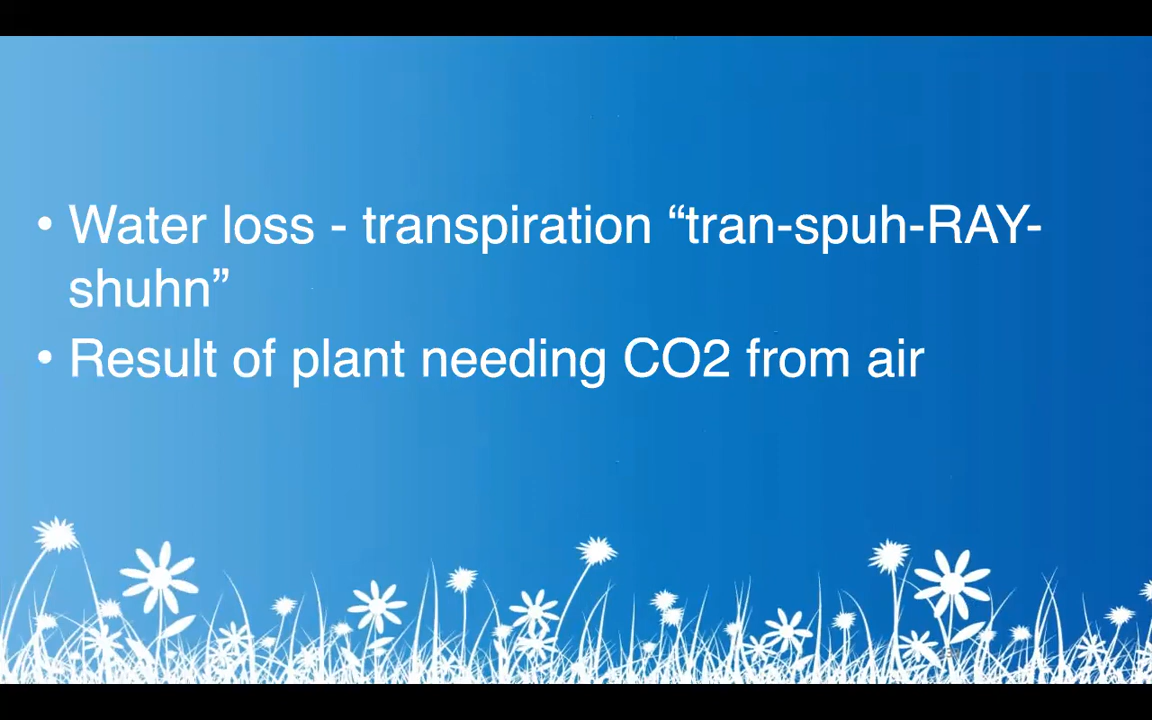 • Water loss - transpiration “tran-spuh-RAY-
shuhn”
• Result of plant needing CO2 from air